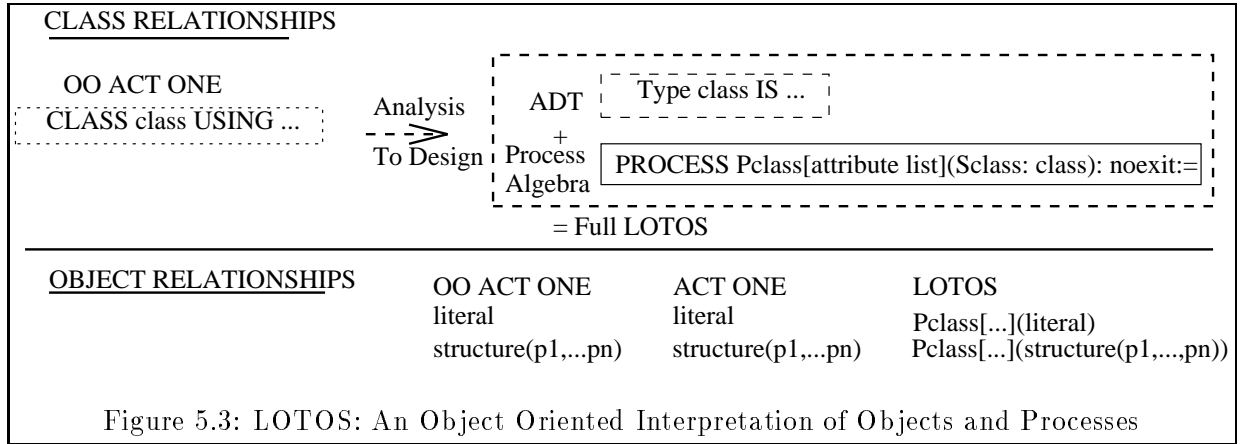 CLASS RELATIONSHIPS
OO ACT ONE
CLASS class USING ...
Analysis
To Design
ADT
+
Process
Algebra
Type class IS ...
PROCESS Pclass[attribute list](Sclass: class): noexit:=
= Full LOTOS
OBJECT RELATIONSHIPS
OO ACT ONE
literal
structure(p1,...pn)
ACT ONE
literal
structure(p1,...pn)
LOTOS
Pclass[...](literal)
Pclass[...](structure(p1,...,pn))
Figure 5.3: LOTOS: An Object Oriented Interpretation of Objects and Processes